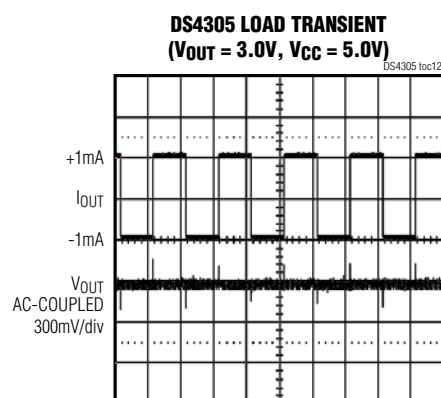 DS4305 LOAD TRANSIENT
(VOUT = 3.0V, VCC = 5.0V)
DS4305 toc12
+1mA
IOUT
-1mA
VOUT
AC-COUPLED
300mV/div